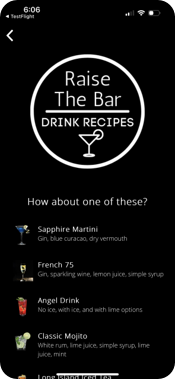 6:06
TestFlight
Raise
The Bar
DRINK RECIPES
How about one of these?
Sapphire Martini
Gin, blue curacao, dry vermouth
French 75
Gin, sparkling wine, lemon juice, simple syrup
Angel Drink
No ice, with ice, and with lime options
Classic Mojito
White rum, lime juice, simple syrup, lime
juice, mint
Long Island Iced Tea